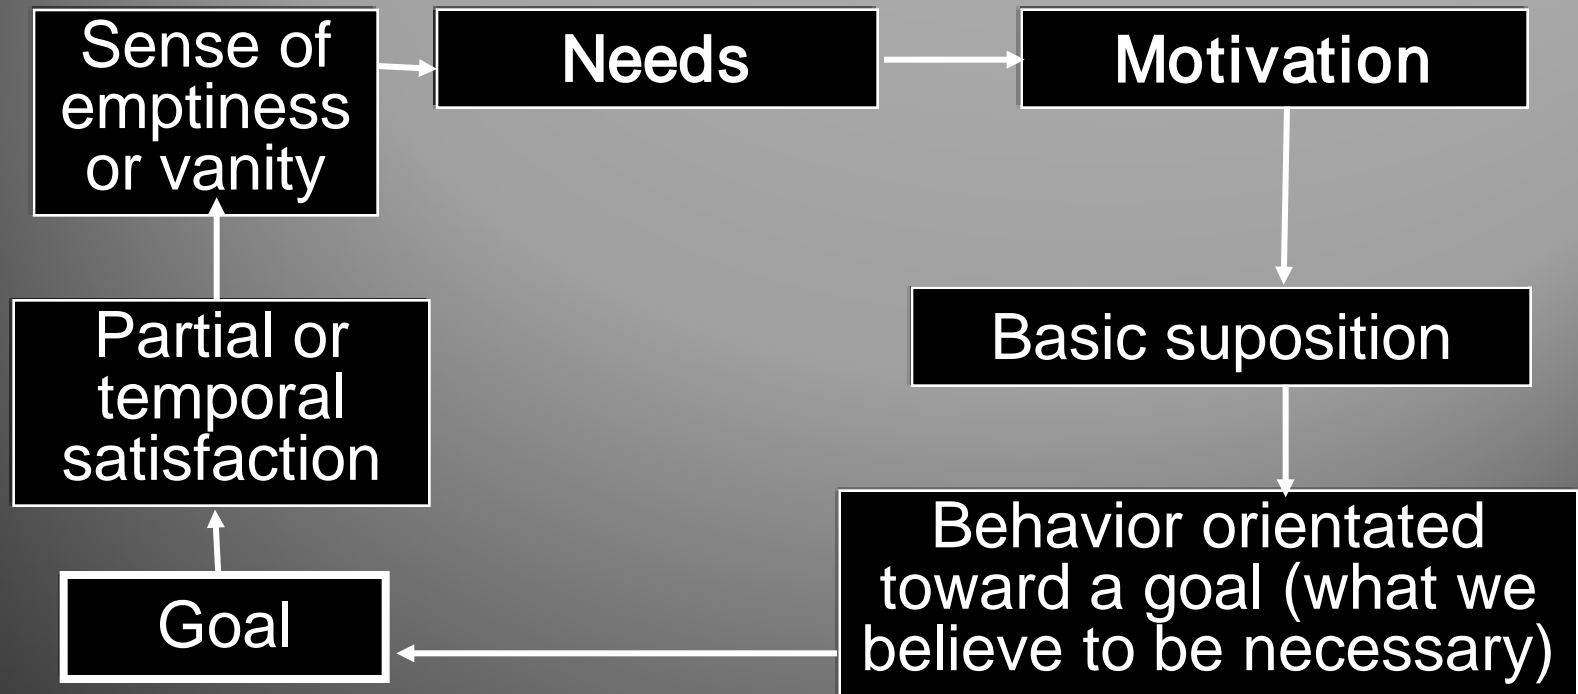 Sense of
emptiness
or vanity
Needs
Motivation
Basic suposition
Behavior orientated
toward a goal (what we
believe to be necessary)
Goal
Partial or
temporal
satisfaction